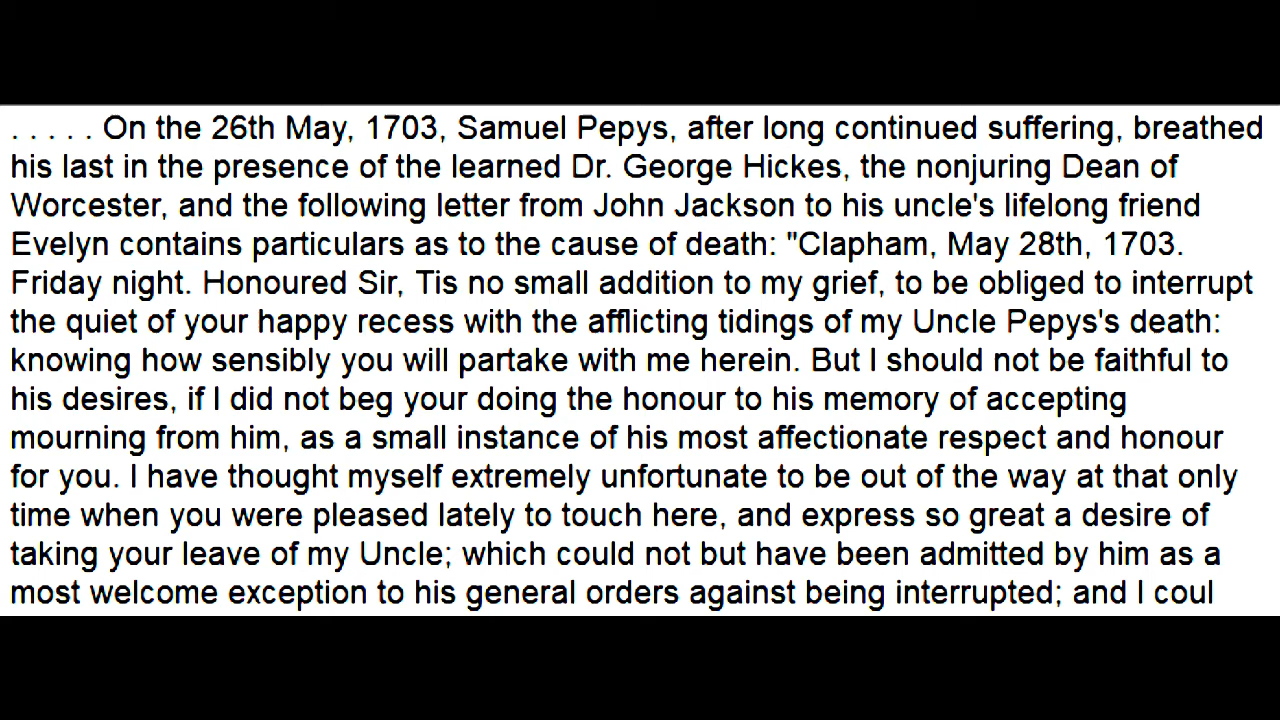 . . . . . On the 26th May, 1703, Samuel Pepys, after long continued suffering, breathed
his last in the presence of the learned Dr. George Hickes, the nonjuring Dean of
Worcester, and the following letter from John Jackson to his uncle's lifelong friend
Evelyn contains particulars as to the cause of death: "Clapham, May 28th, 1703.
Friday night. Honoured Sir, Tis no small addition to my grief, to be obliged to interrupt
the quiet of your happy recess with the afflicting tidings of my Uncle Pepys's death:
knowing how sensibly you will partake with me herein. But I should not be faithful to
his desires, if I did not beg your doing the honour to his memory of accepting
mourning from him, as a small instance of his most affectionate respect and honour
for you. I have thought myself extremely unfortunate to be out of the way at that only
time when you were pleased lately to touch here, and express so great a desire of
taking your leave of my Uncle; which could not but have been admitted by him as a
most welcome exception to his general orders against being interrupted; and I coul